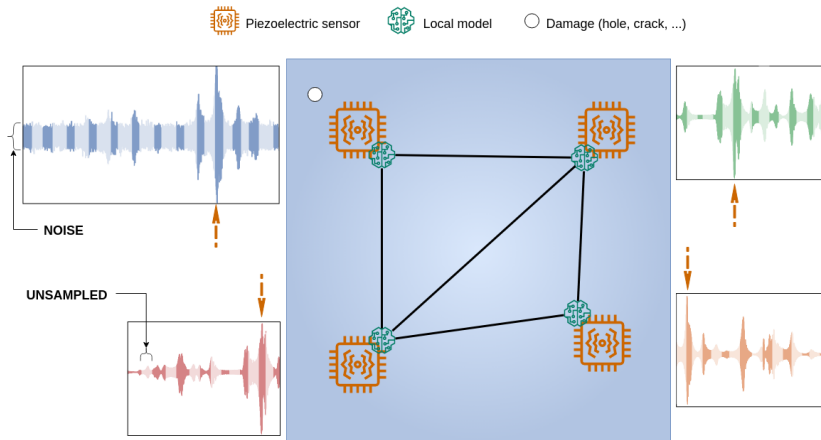 Piezoelectric sensor
Local model
Damage (hole, crack, ...)
NOISE
UNSAMPLED